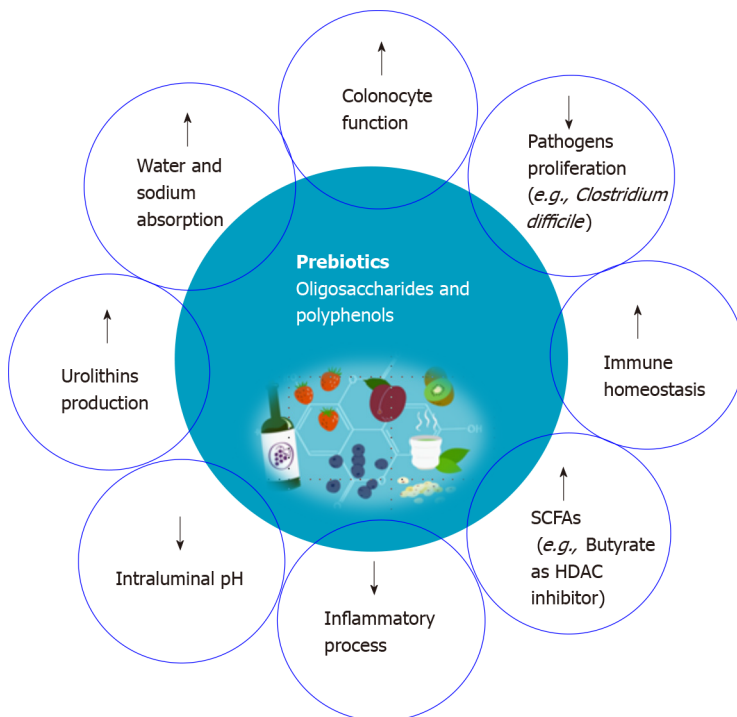 Colonocyte
function
Pathogens
proliferation
(e.g., Clostridium
difficile)
Water and
sodium
absorption
Prebiotics
Oligosaccharides and
polyphenols
Urolithins
production
Immune
homeostasis
OH
SCFAs
(e.g., Butyrate
as HDAC
inhibitor)
Intraluminal pH
Inflammatory
process